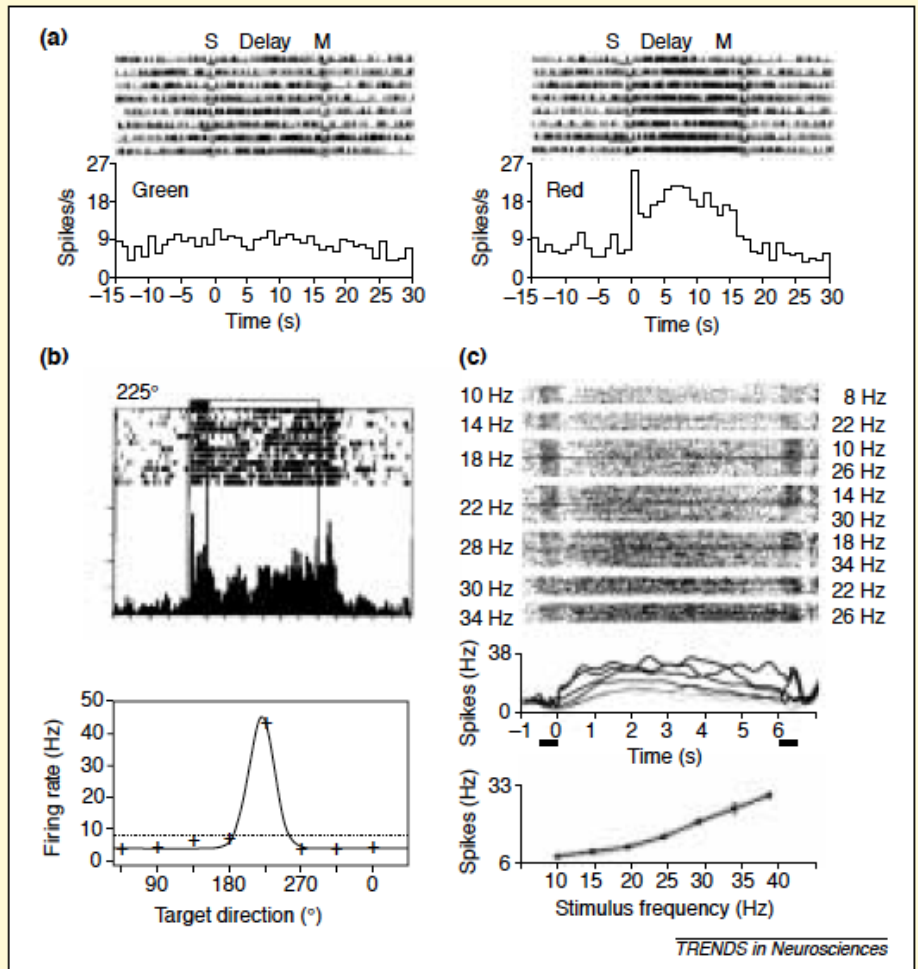 (a)
S Delay M
27
18
9
0
Spikes/s
Green
–15 –10 –5 0 5 10 15 20 25 30
Time (s)
S Delay M
27
18
9
0
Red
–15 –10 –5 0 5 10 15 20 25 30
Time (s)
(b)
225°
50
40
30
20
10
0
Firing rate (Hz)
90 180 270 0
Target direction (°)
(c)
10 Hz
14 Hz
18 Hz
22 Hz
28 Hz
30 Hz
34 Hz
8 Hz
22 Hz
10 Hz
26 Hz
14 Hz
30 Hz
18 Hz
34 Hz
22 Hz
26 Hz
38
0
Spikes (Hz)
–1 0 1 2 3 4 5 6
Time (s)
33
6
Spikes (Hz)
10 15 20 25 30 35 40
Stimulus frequency (Hz)
TRENDS in Neurosciences